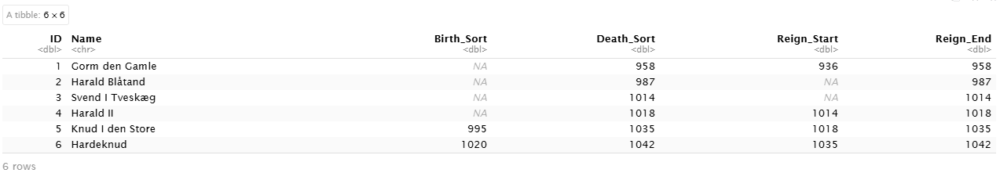 A tibble: 6 × 6
ID Name Birth_Sort Death_Sort Reign_Start Reign_End
<dbl> <chr> <dbl> <dbl> <dbl> <dbl>
1 Gorm den Gamle NA 958 936 958
2 Harald Blåtand NA 987 NA 987
3 Svend I Tveskæg NA 1014 NA 1014
4 Harald II NA 1018 1014 1018
5 Knud I den Store 995 1035 1018 1035
6 Hardeknud 1020 1042 1035 1042
6 rows